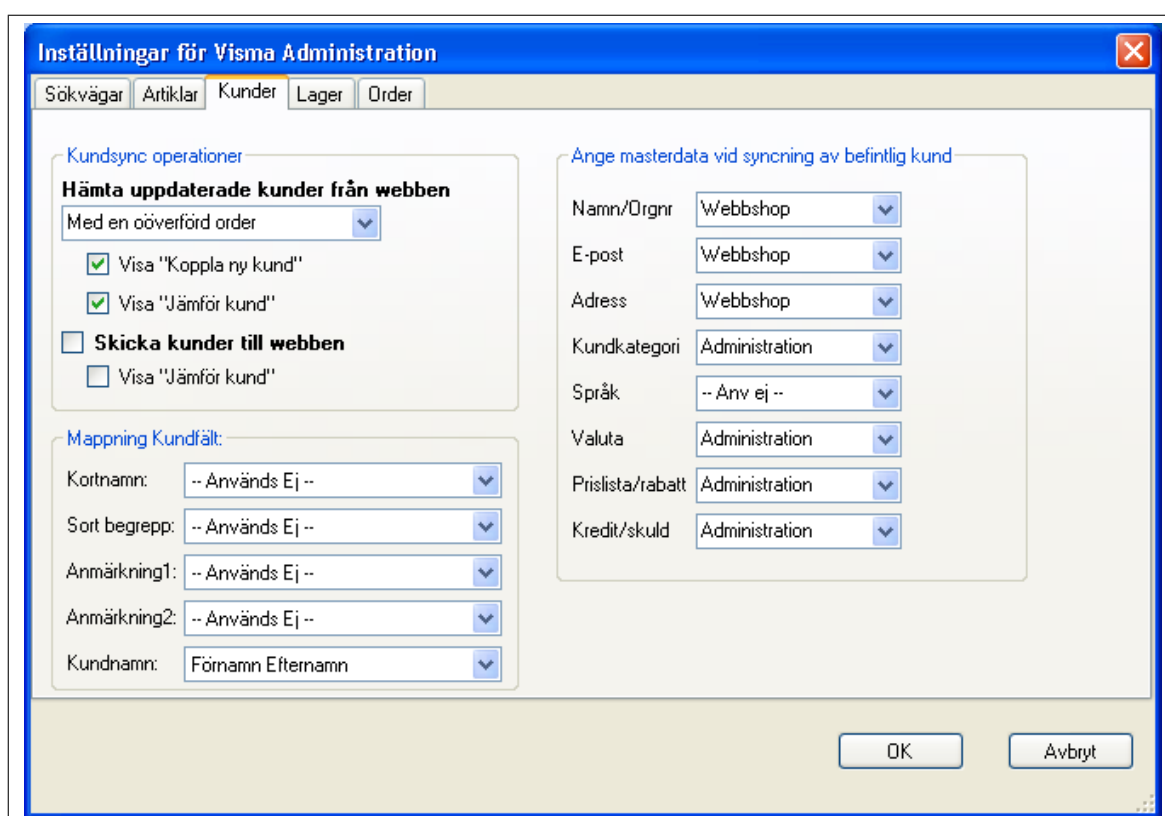 Inställningar för Visma Administration
Sökvägar Artiklar Kunder Lager Order
Kundsync operationer
Hämta uppdaterade kunder från webben
Med en oöverförd order
Visa "Koppla ny kund"
Visa "Jämför kund"
Skicka kunder till webben
Visa "Jämför kund"
Mappning Kundfält:
Kortnamn: -- Används Ej --
Sort begrepp: -- Används Ej --
Anmärkning1: -- Används Ej --
Anmärkning2: -- Används Ej --
Kundnamn: Förnamn Efternamn
Ange masterdata vid syncning av befintlig kund
Namn/Orgnr Webbshop
E-post Webbshop
Adress Webbshop
Kundkategori Administration
Språk -- Anv ej --
Valuta Administration
Prislista/rabatt Administration
Kredit/skuld Administration
OK Avbryt